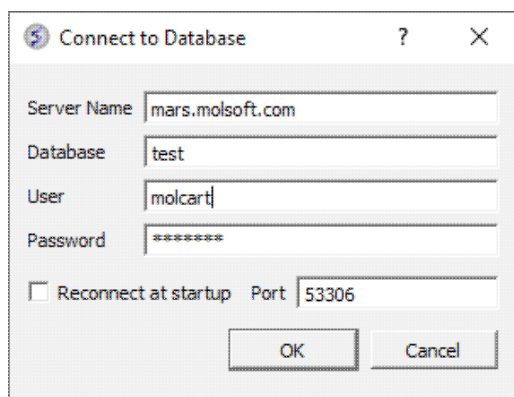 Connect to Database ?
Server Name mars.molsoft.com
Database test
User molcart
Password *******
Reconnect at startup Port 53306
OK Cancel